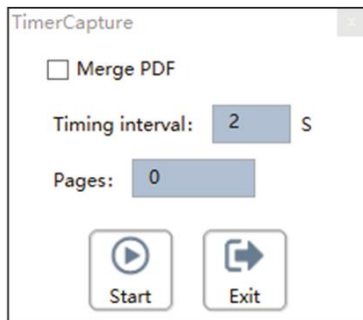 TimerCapture
Merge PDF
Timing interval: 2 S
Pages: 0
Start Exit